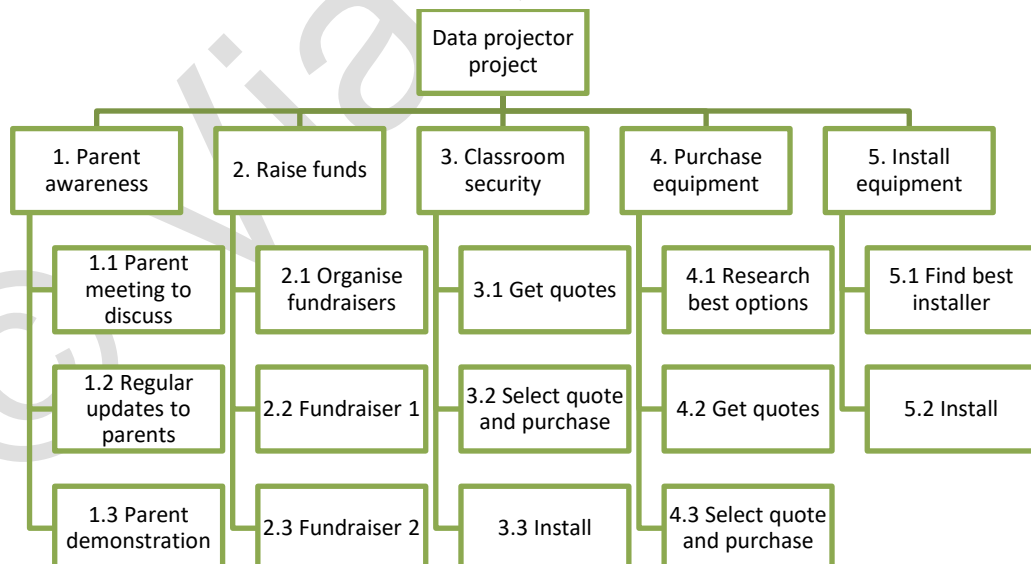 Data projector
project
1. Parent
awareness
2. Raise funds
3. Classroom
security
4. Purchase
equipment
5. Install
equipment
1.1 Parent
meeting to
discuss
2.1 Organise
fundraisers
3.1 Get quotes
4.1 Research
best options
5.1 Find best
installer
1.2 Regular
updates to
parents
2.2 Fundraiser 1
3.2 Select quote
and purchase
4.2 Get quotes
5.2 Install
1.3 Parent
demonstration
2.3 Fundraiser 2
3.3 Install
4.3 Select quote
and purchase
© Via